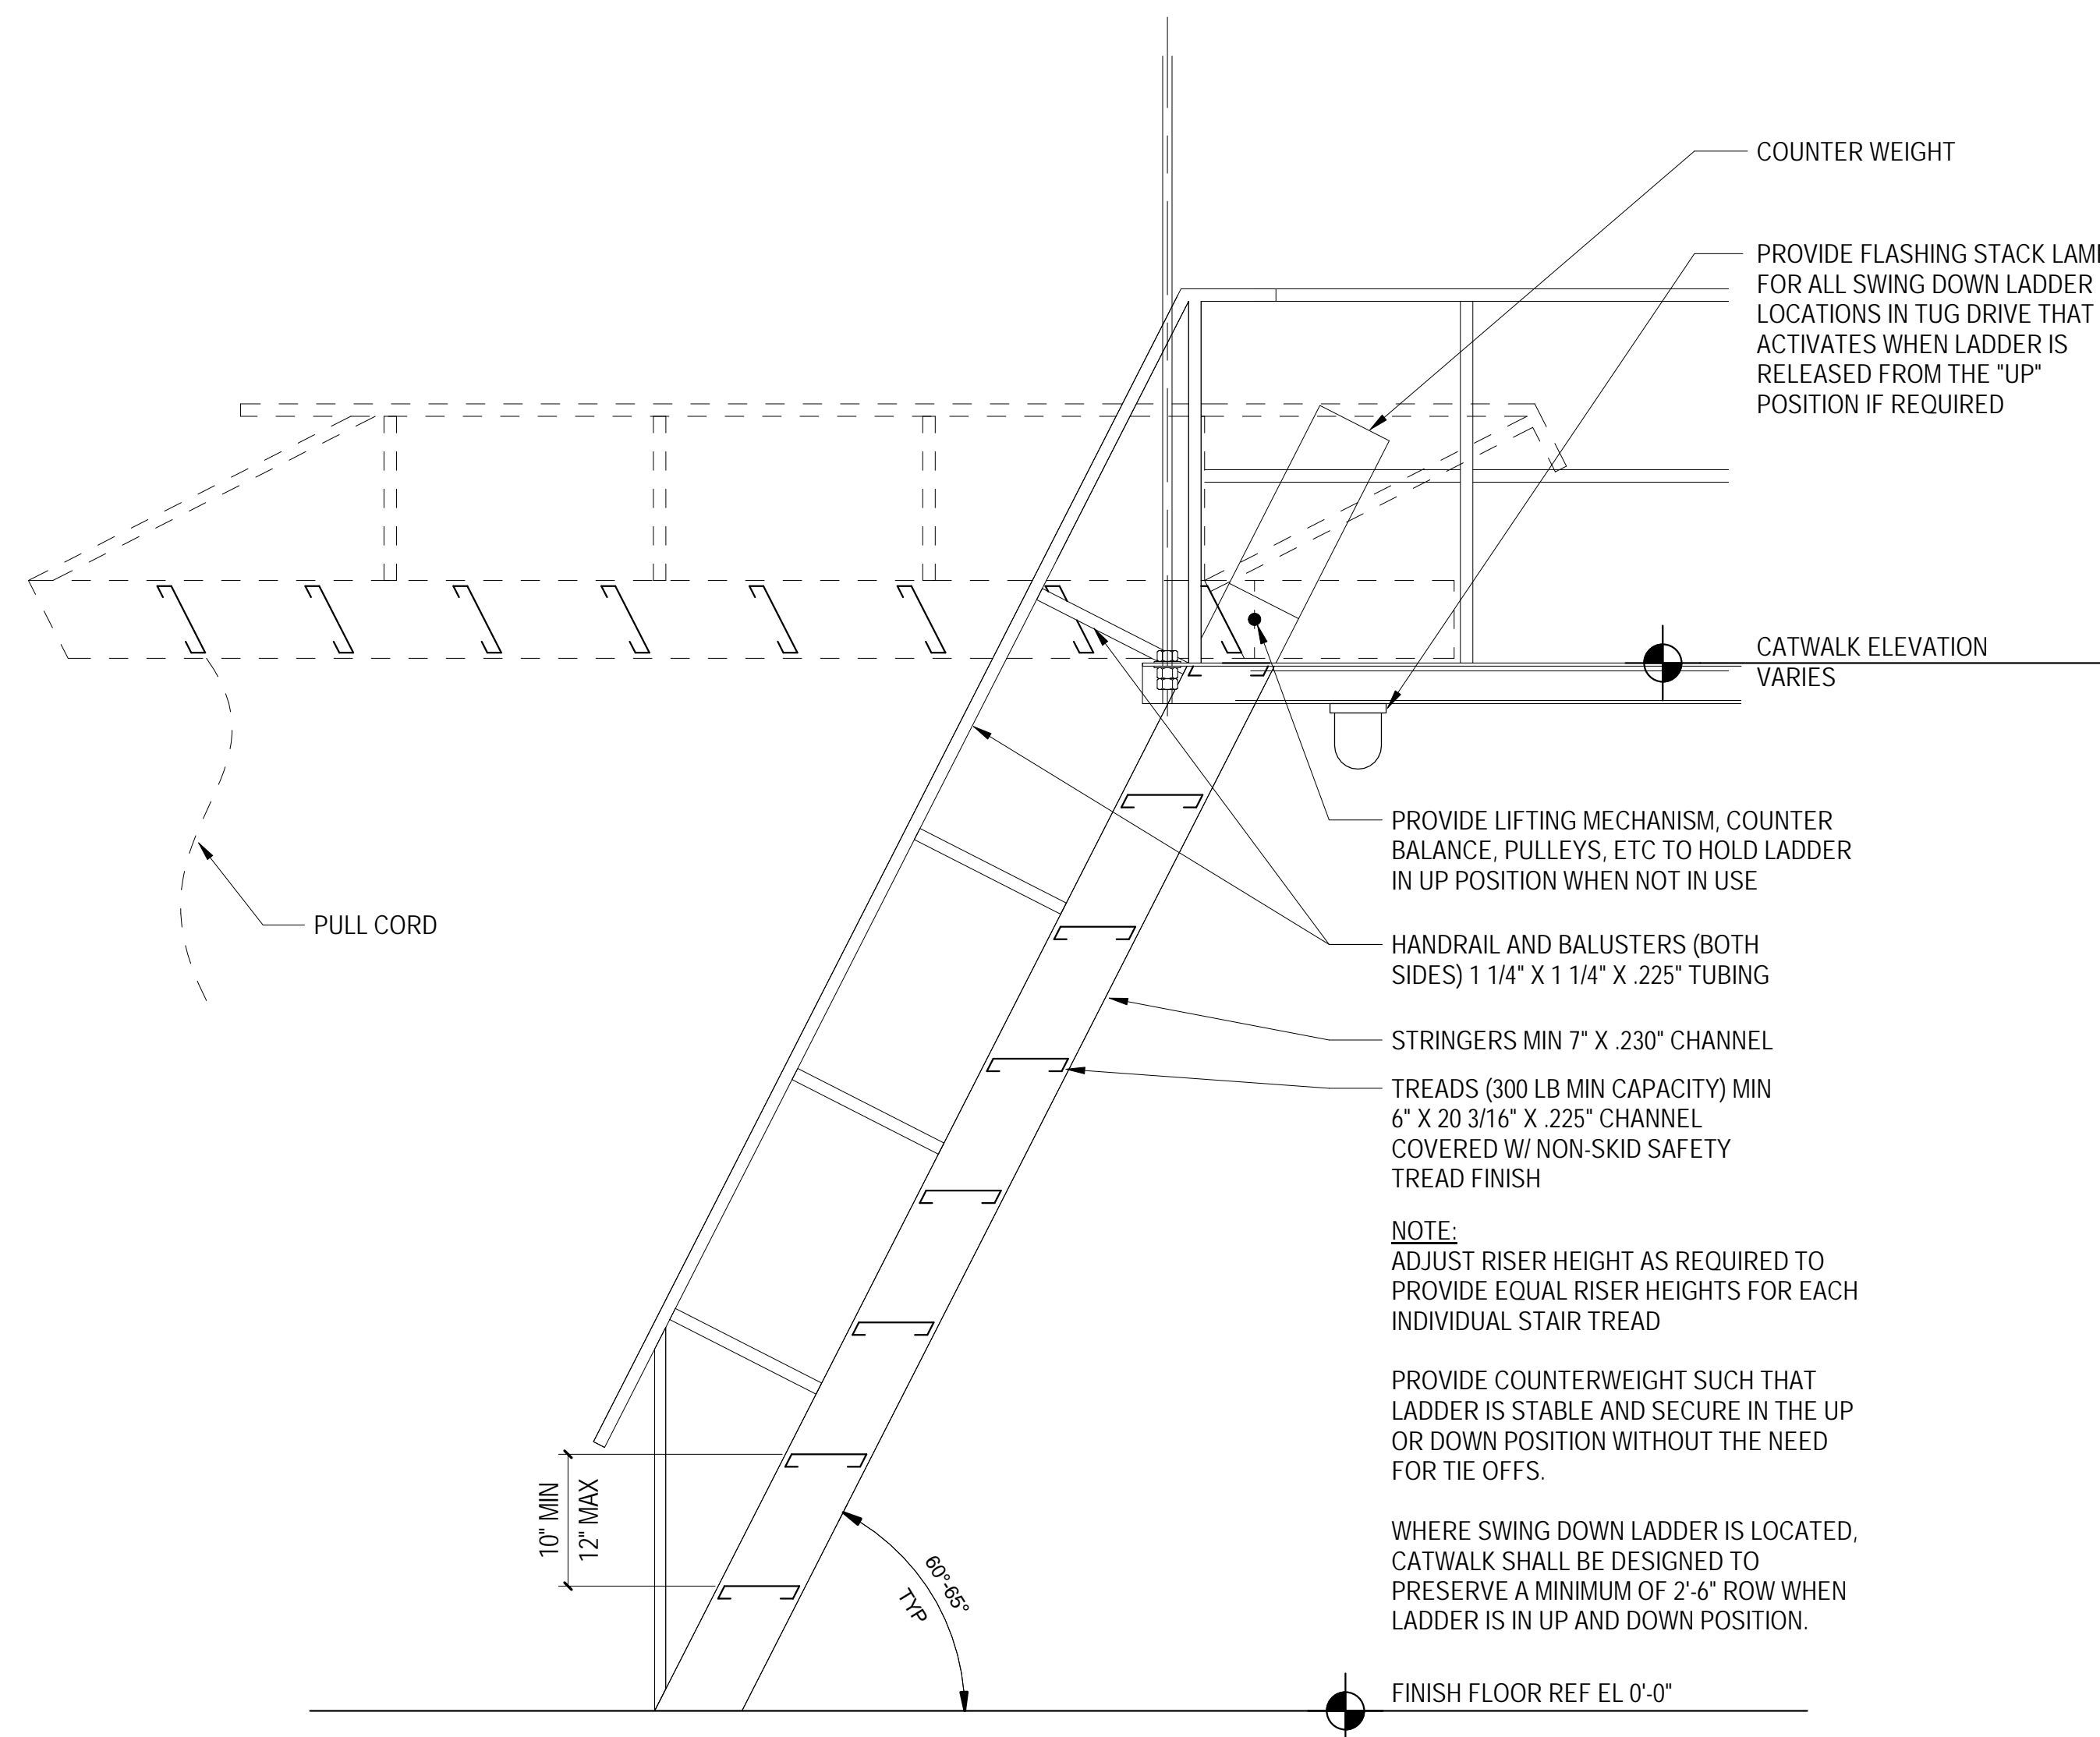 COUNTER WEIGHT
PROVIDE FLASHING STACK
FOR ALL SWING DOWN LADDER
LOCATIONS IN TUG DRIVE THAT
ACTIVATES WHEN LADDER IS
RELEASED FROM THE "UP"
POSITION IF REQUIRED
CATWALK ELEVATION
VARIES
PROVIDE LIFTING MECHANISM, COUNTER
BALANCE, PULLEYS, ETC TO HOLD LADDER
IN UP POSITION WHEN NOT IN USE
PULL CORD
HANDRAIL AND BALUSTERS (BOTH
SIDES) 1 1/4" X 1 1/4" X .225" TUBING
STRINGERS MIN 7" X .230" CHANNEL
TREADS (300 LB MIN CAPACITY) MIN
6" X 20 3/16" X .225" CHANNEL
COVERED W/ NON-SKID SAFETY
TREAD FINISH
NOTE:
ADJUST RISER HEIGHT AS REQUIRED TO
PROVIDE EQUAL RISER HEIGHTS FOR EACH
INDIVIDUAL STAIR TREAD
PROVIDE COUNTERWEIGHT SUCH THAT
LADDER IS STABLE AND SECURE IN THE UP
OR DOWN POSITION WITHOUT THE NEED
FOR TIE OFFS.
WHERE SWING DOWN LADDER IS LOCATED,
CATWALK SHALL BE DESIGNED TO
PRESERVE A MINIMUM OF 2'-6" ROW WHEN
LADDER IS IN UP AND DOWN POSITION.
10" MIN
12" MAX
60°-65°
TYP
FINISH FLOOR REF EL 0'-0"